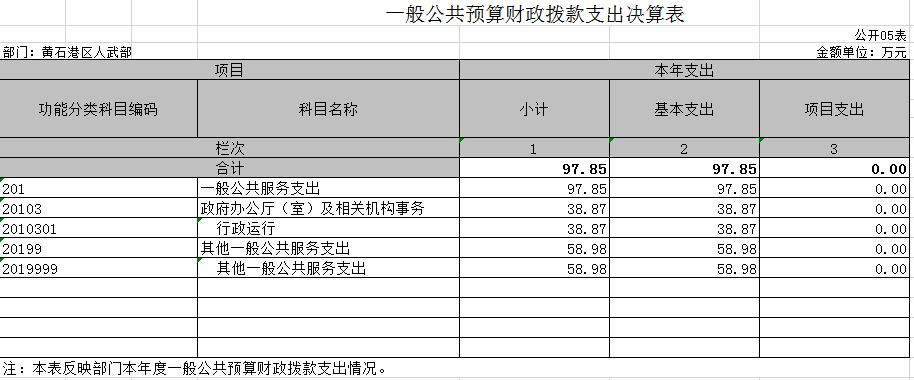 一般公共预算财政拨款支出决算表
公开05表
部门：黄石港区人武部 金额单位：万元
项目 本年支出
功能分类科目编码 科目名称 小计 基本支出 项目支出
栏次 1 2 3
合计 97.85 97.85 0.00
201 一般公共服务支出 97.85 97.85 0.00
20103 政府办公厅（室）及相关机构事务 38.87 38.87 0.00
2010301 行政运行 38.87 38.87 0.00
20199 其他一般公共服务支出 58.98 58.98 0.00
2019999 其他一般公共服务支出 58.98 58.98 0.00
注：本表反映部门本年度一般公共预算财政拨款支出情况。